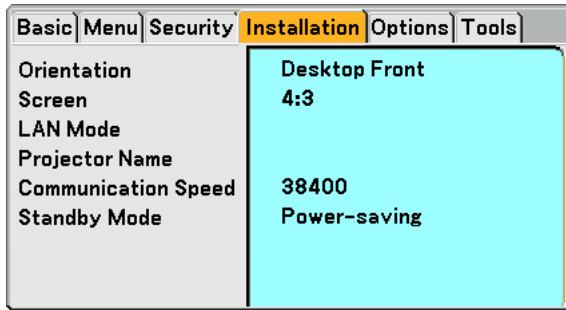 Basic Menu Security Installation Options Tools
Orientation Desktop Front
Screen 4:3
LAN Mode
Projector Name
Communication Speed 38400
Standby Mode Power-saving